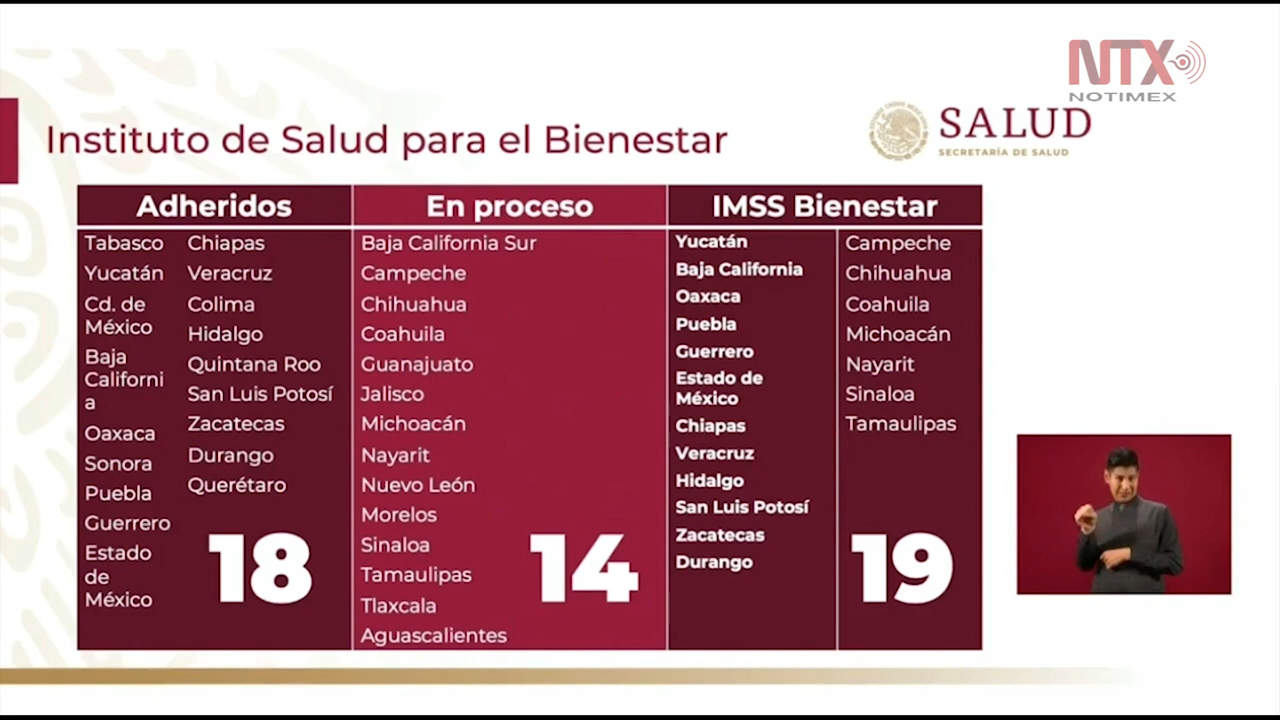 NTX
NOTIMEX
Instituto de Salud para el Bienestar
SALUD
SECRETARÍA DE SALUD
Adheridos
Tabasco
Yucatán
Cd. de
México
Baja
Californi
a
Oaxaca
Sonora
Puebla
Guerrero
Estado
de
México
Chiapas
Veracruz
Colima
Hidalgo
Quintana Roo
San Luis Potosí
Zacatecas
Durango
Querétaro
18
En proceso
Baja California Sur
Campeche
Chihuahua
Coahuila
Guanajuato
Jalisco
Michoacán
Nayarit
Nuevo León
Morelos
Sinaloa
Tamaulipas
Tlaxcala
Aguascalientes
14
IMSS Bienestar
Yucatán
Baja California
Oaxaca
Puebla
Guerrero
Estado de
México
Chiapas
Veracruz
Hidalgo
San Luis Potosí
Zacatecas
Durango
Campeche
Chihuahua
Coahuila
Michoacán
Nayarit
Sinaloa
Tamaulipas
19